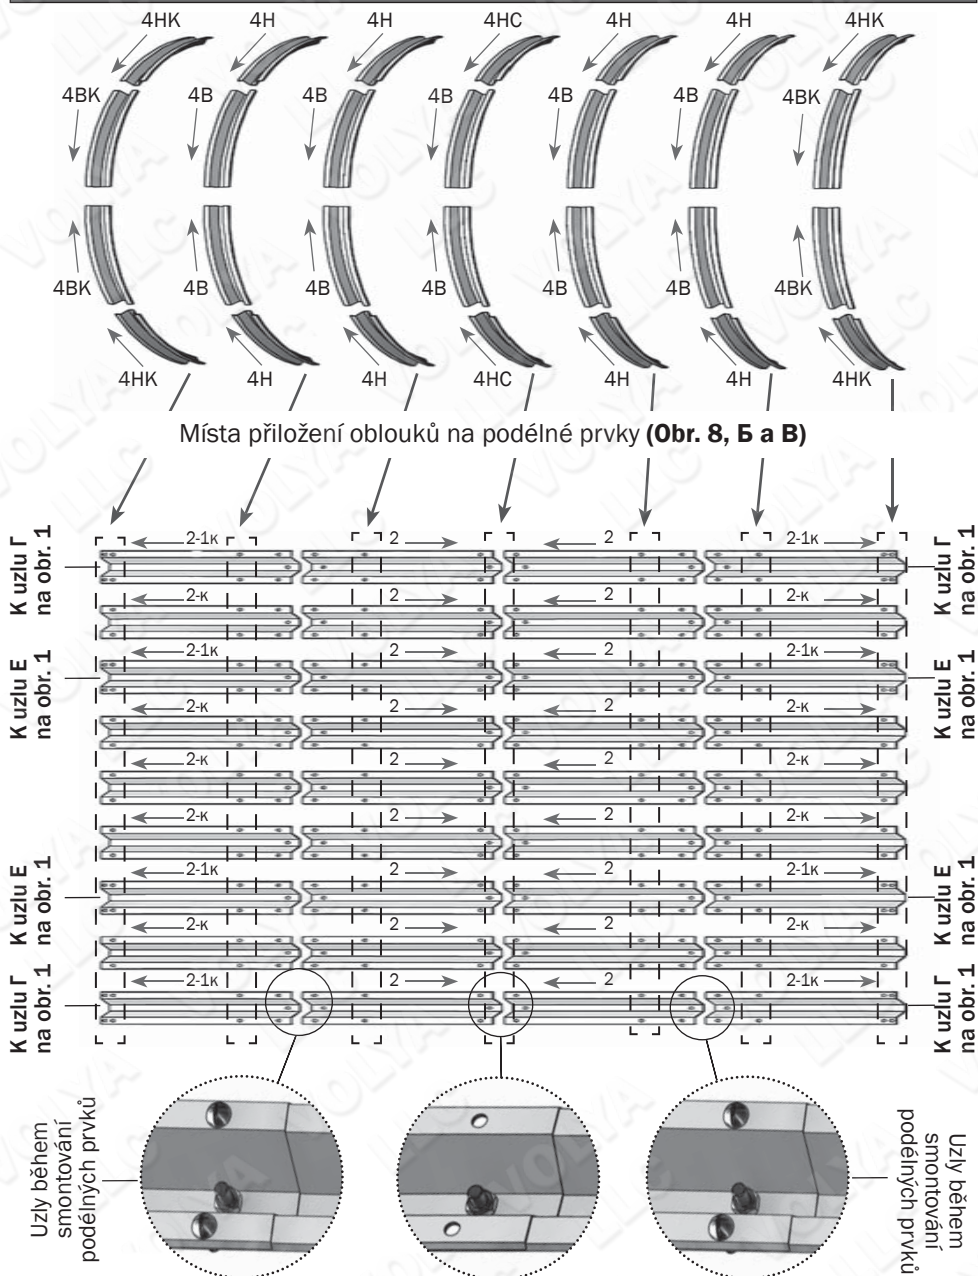 4НК 4Н 4Н 4НС 4Н 4Н 4НК
4ВК 4В 4В 4В 4В 4В 4ВК
4ВК 4В 4В 4В 4В 4В 4ВК
4НК 4Н 4Н 4НС 4Н 4Н 4НК
Místa přiložení oblouků na podélné prvky (Obr. 8, Б а В)
2-1к 2 2 2-1к
2-к 2 2 2-к
2-1к 2 2 2-1к
2-к 2 2 2-к
2-к 2 2 2-к
2-к 2 2 2-к
2-1к 2 2 2-1к
2-к 2 2 2-к
2-1к 2 2 2-1к
K uzlu Г
na obr. 1
K uzlu Е
na obr. 1
K uzlu Е
na obr. 1
K uzlu Г
na obr. 1
K uzlu Г
na obr. 1
K uzlu Е
na obr. 1
K uzlu Е
na obr. 1
K uzlu Г
na obr. 1
Uzly během
smontování
podélných prvků
Uzly během
smontování
podélných prvků
VOLYA
LLC